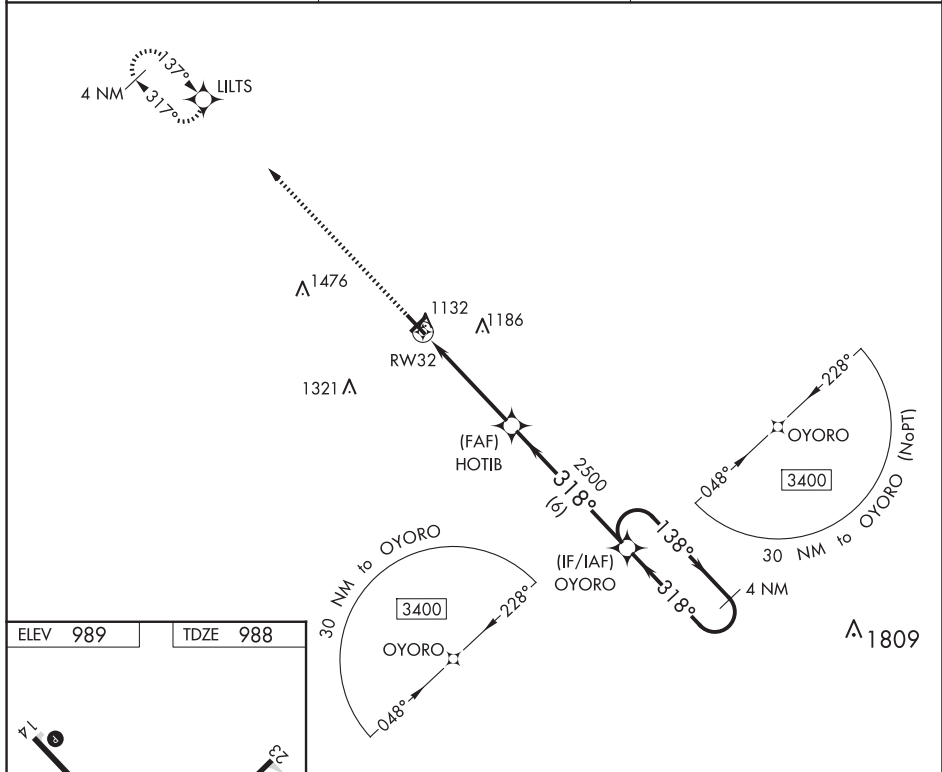 137°
LILTS
4 NM
317°
1476
1132
1186
RW32
1321
(FAF)
HOTIB
2500
318°
(6)
228°
OYORO
048°
3400
30 NM to OYORO (NoPT)
138°
(IF/IAF)
OYORO
318°
4 NM
30 NM to OYORO
3400
228°
OYORO
048°
1809
ELEV 989
TDZE 988
14
P
23